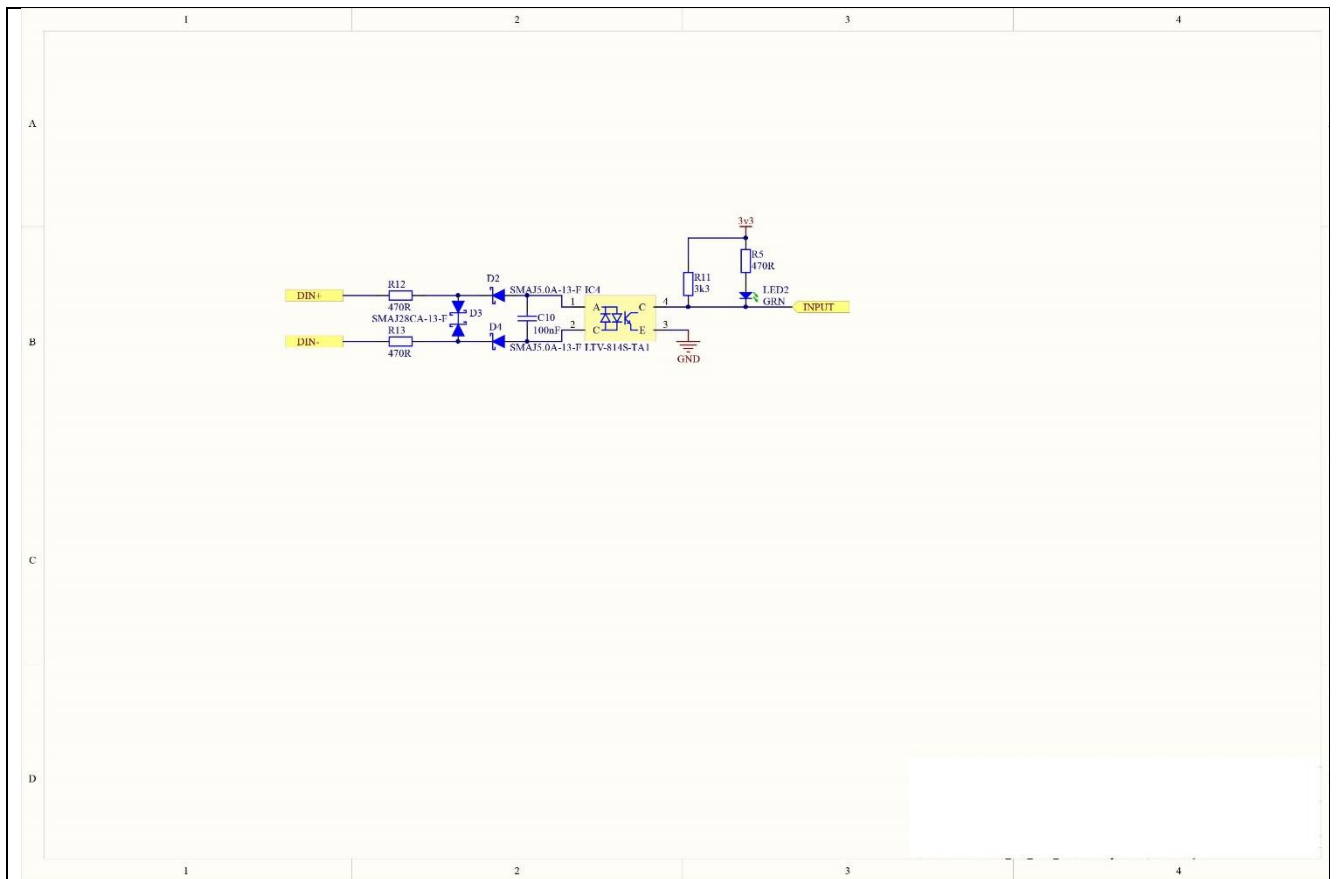 1 2 3 4
A
3v3
R5
470R
D2
R11
3k3
R12
SMAJ5.0A-13-F IC4
LED2
GRN
DIN+
1 A C 4
INPUT
470R
D3
C10
SMAJ28CA-13-F
R13
D4
100nF
2 C E 3
B
DIN-
470R
SMAJ5.0A-13-F LTV-814S-TA1
GND
C
D
1 2 3 4